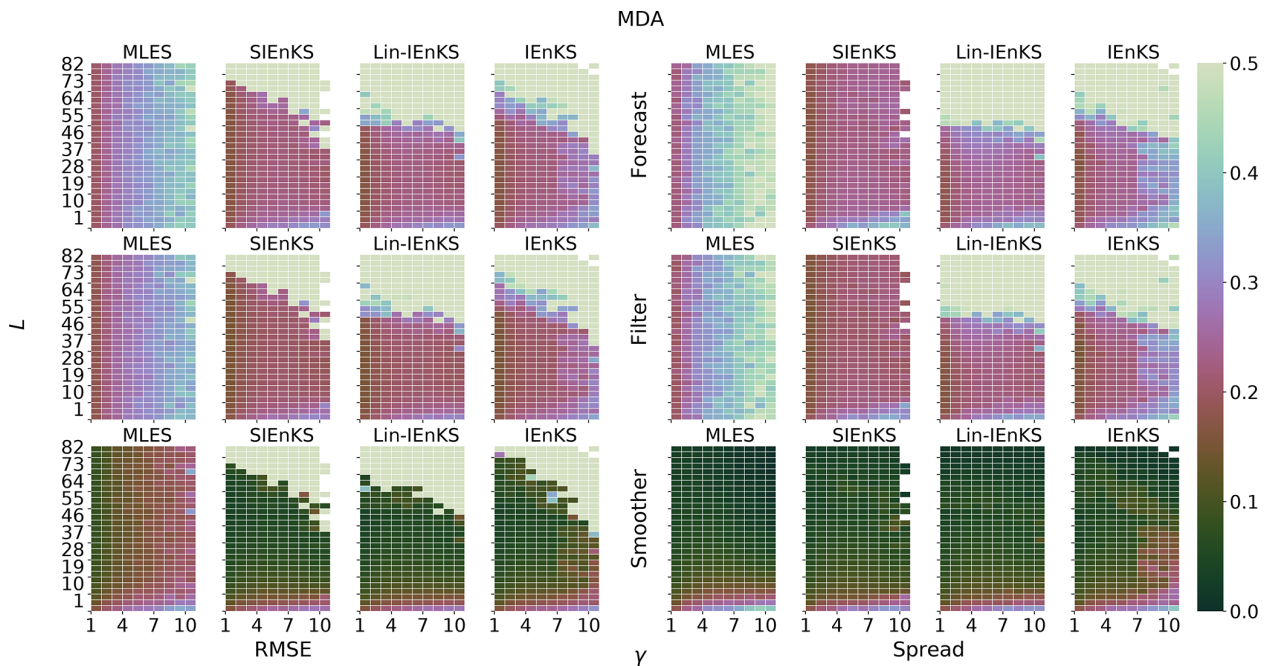 MDA
MLES SIEnKS Lin-IEnKS IEnKS MLES SIEnKS Lin-IEnKS IEnKS
82 73 64 55 46 37 28 19 10 1
Forecast
0.5
0.4
0.3
0.2
0.1
0.0
MLES SIEnKS Lin-IEnKS IEnKS MLES SIEnKS Lin-IEnKS IEnKS
82 73 64 55 46 37 28 19 10 1
L
Filter
MLES SIEnKS Lin-IEnKS IEnKS MLES SIEnKS Lin-IEnKS IEnKS
82 73 64 55 46 37 28 19 10 1
Smoother
1 4 7 10 1 4 7 10 1 4 7 10 1 4 7 10 1 4 7 10 1 4 7 10 1 4 7 10 1 4 7 10
RMSE Spread
γ